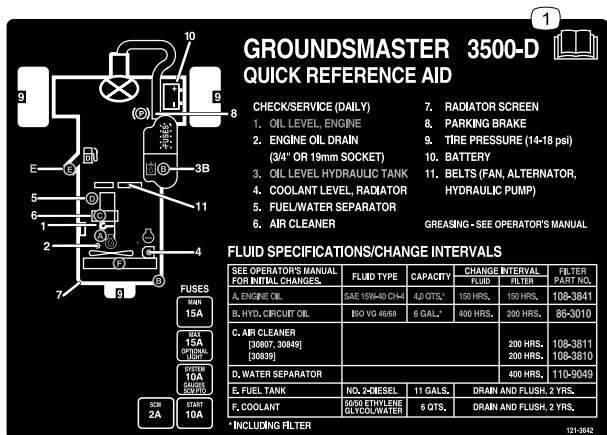 1
GROUNDSMASTER 3500-D
QUICK REFERENCE AID
CHECK/SERVICE (DAILY)
1. OIL LEVEL, ENGINE
2. ENGINE OIL DRAIN
(3/4" OR 19mm SOCKET)
3. OIL LEVEL HYDRAULIC TANK
4. COOLANT LEVEL, RADIATOR
5. FUEL/WATER SEPARATOR
6. AIR CLEANER
7. RADIATOR SCREEN
8. PARKING BRAKE
9. TIRE PRESSURE (14-18 psi)
10. BATTERY
11. BELTS (FAN, ALTERNATOR,
HYDRAULIC PUMP)
GREASING - SEE OPERATOR'S MANUAL
10
9
9
(P)
8
FUSES
E
E
D
B
3B
5
D
11
6
C
1
A
2
4
F
7
9
B
FUSES
MAIN
15A
MAX
15A
OPTIONAL
LIGHT
SYSTEM
10A
GAUGES
SCM PTO
SCM
2A
START
10A
FLUID SPECIFICATIONS/CHANGE INTERVALS
SEE OPERATOR'S MANUAL FLUID TYPE CAPACITY CHANGE INTERVAL FILTER
FOR INITIAL CHANGES. FLUID FILTER PART NO.
A. ENGINE OIL SAE 15W-40 CH-4 4.0 QTS.* 150 HRS. 150 HRS. 108-3841
B. HYD. CIRCUIT OIL ISO VG 46/68 6 GAL.* 400 HRS. 200 HRS. 86-3010
C. AIR CLEANER
[30807, 30849] 200 HRS. 108-3811
[30839] 200 HRS. 108-3810
D. WATER SEPARATOR 400 HRS. 110-9049
E. FUEL TANK NO. 2-DIESEL 11 GALS. DRAIN AND FLUSH, 2 YRS.
F. COOLANT 50/50 ETHYLENE GLYCOL/WATER 6 QTS. DRAIN AND FLUSH, 2 YRS.
* INCLUDING FILTER
121-3642